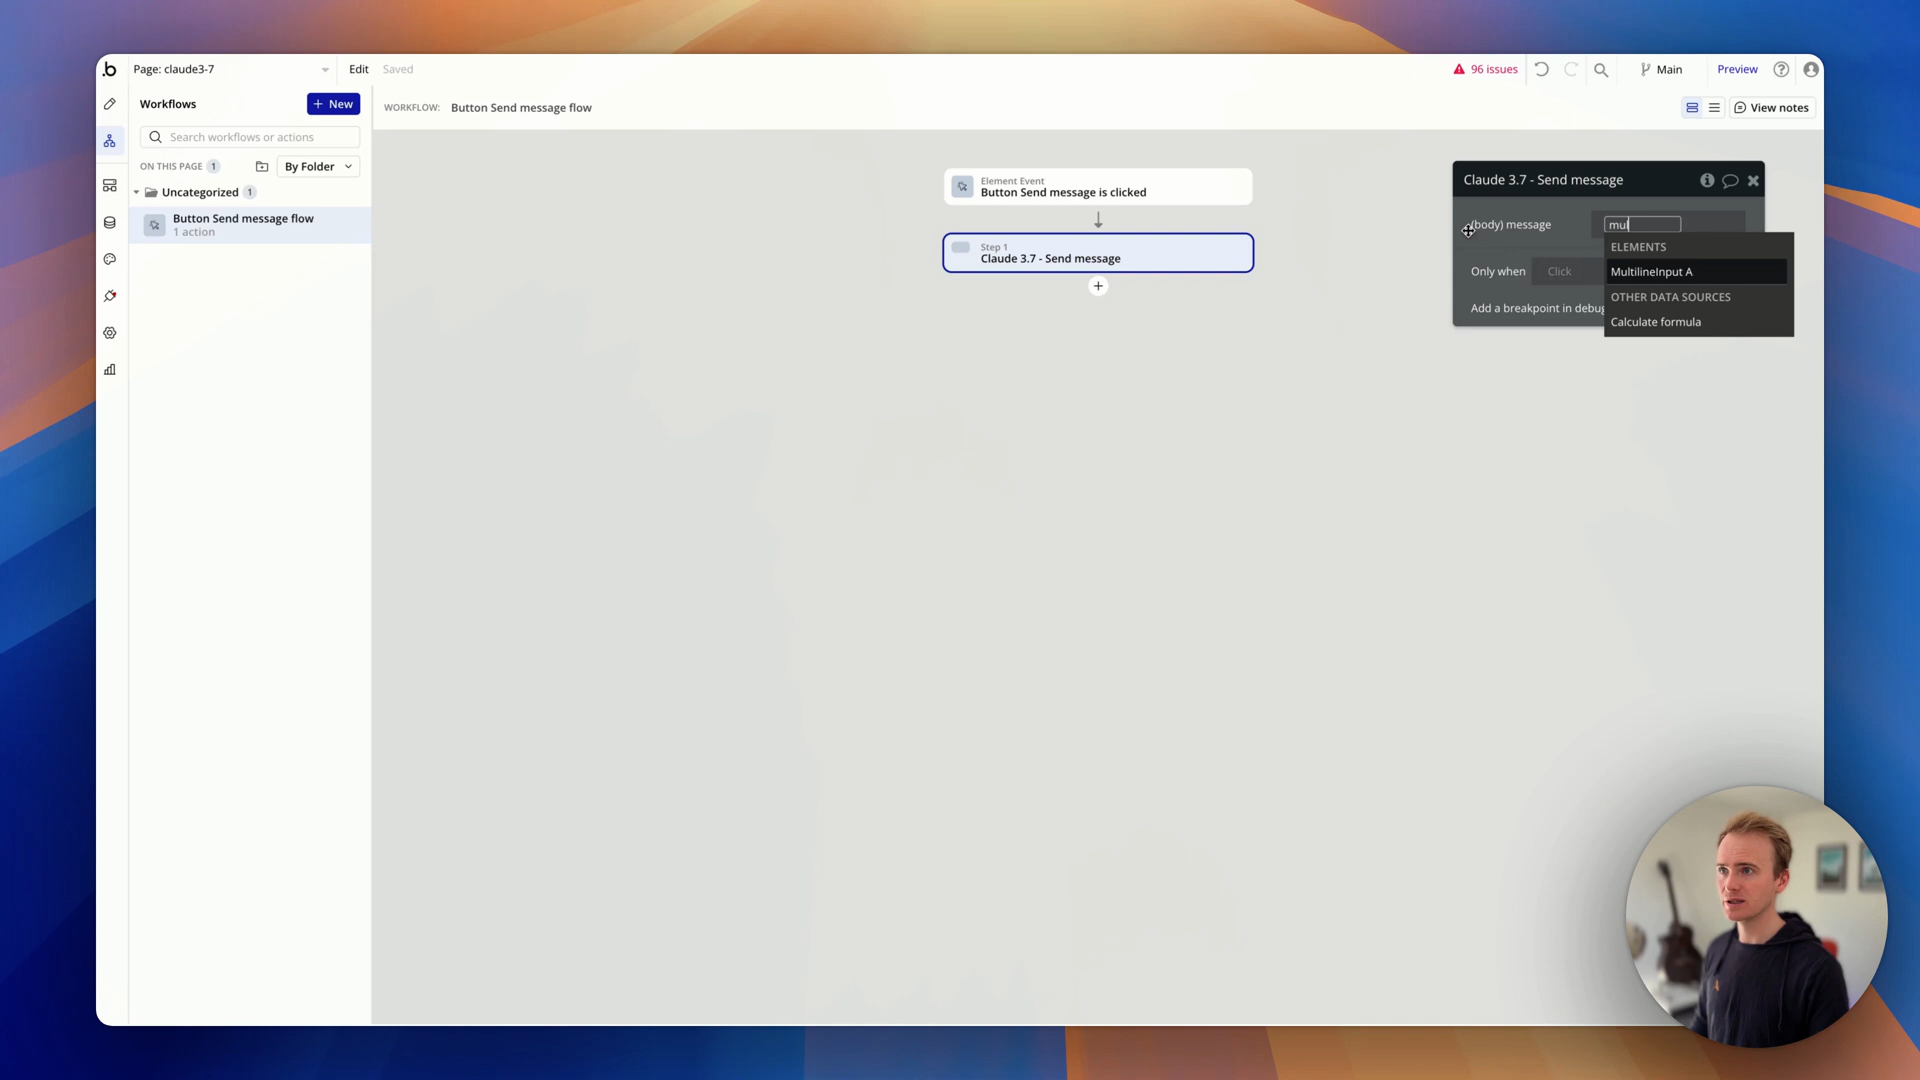 .b
Page: claude3-7
Edit
Saved
96 issues
Main
Preview
Workflows
+ New
WORKFLOW: Button Send message flow
View notes
Search workflows or actions
ON THIS PAGE 1
By Folder
Uncategorized 1
Button Send message flow
1 action
Element Event
Button Send message is clicked
Step 1
Claude 3.7 - Send message
Claude 3.7 - Send message
(body) message
mul
ELEMENTS
Only when
Click
MultilineInput A
OTHER DATA SOURCES
Add a breakpoint in debug
Calculate formula